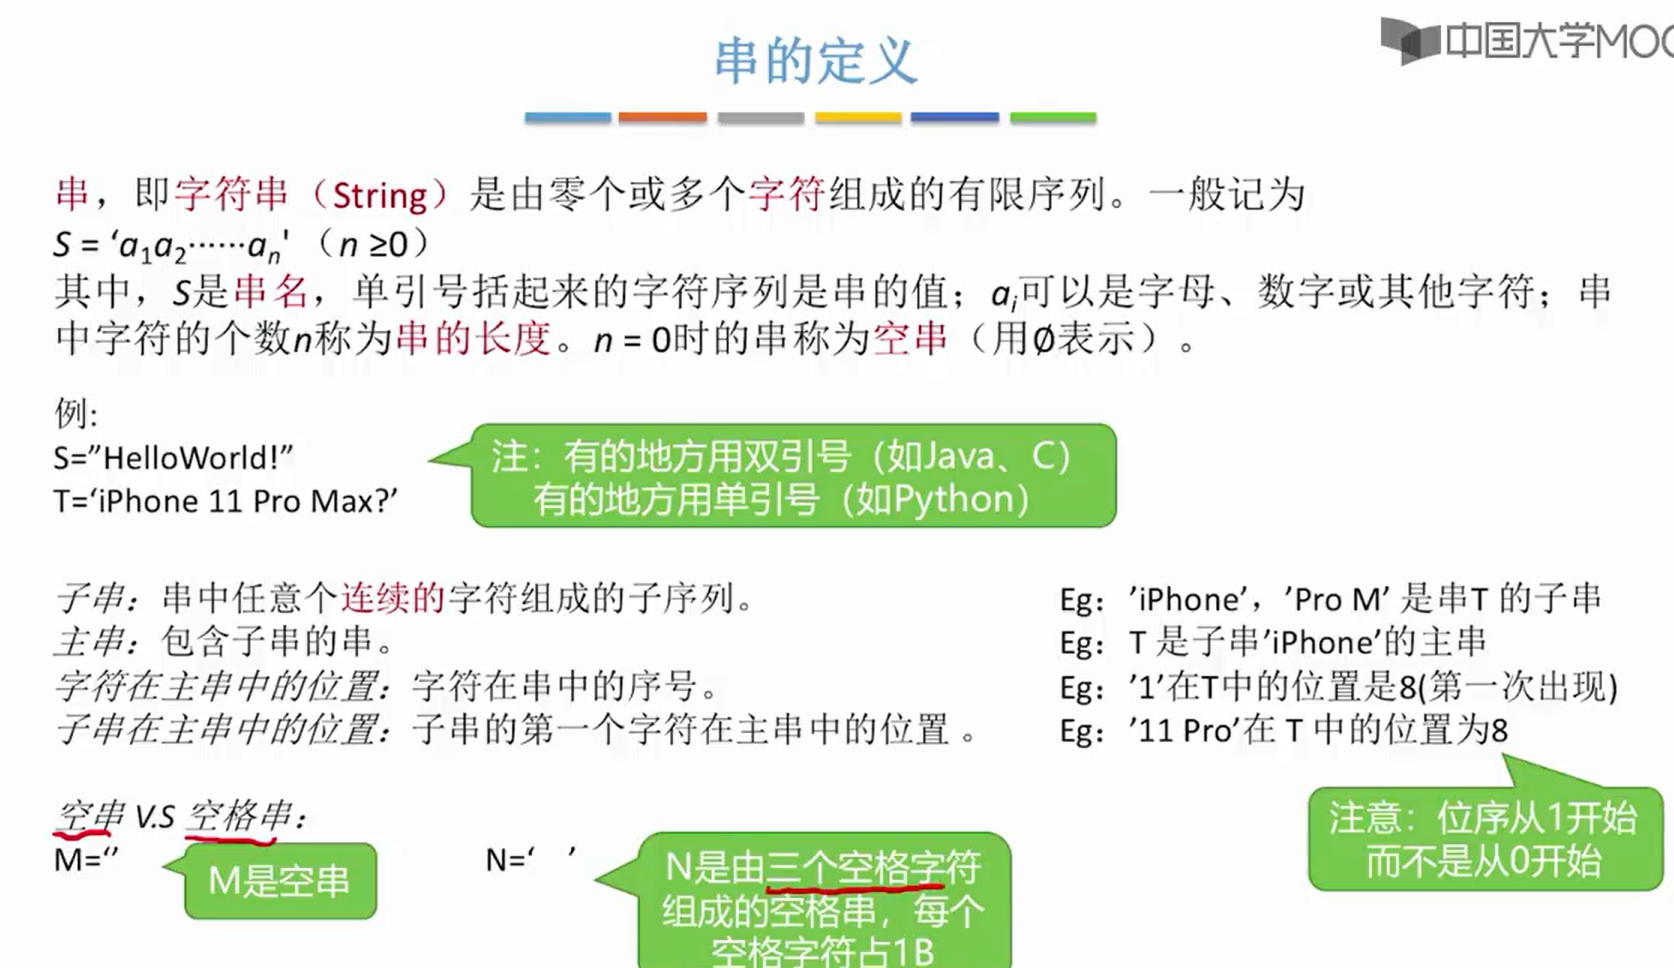 中国大学MOO
串的定义
串，即字符串（String）是由零个或多个字符组成的有限序列。一般记为
S = ‘a₁a₂······aₙ' （n ≥0）
其中，S是串名，单引号括起来的字符序列是串的值；aᵢ可以是字母、数字或其他字符；串
中字符的个数n称为串的长度。n = 0时的串称为空串（用∅表示）。
例:
S=”HelloWorld!”
T=‘iPhone 11 Pro Max?’
注：有的地方用双引号（如Java、C）
有的地方用单引号（如Python）
子串：串中任意个连续的字符组成的子序列。
Eg：’iPhone’，’Pro M’ 是串T 的子串
主串：包含子串的串。
Eg：T 是子串’iPhone’的主串
字符在主串中的位置：字符在串中的序号。
Eg：’1’在T中的位置是8(第一次出现)
子串在主串中的位置：子串的第一个字符在主串中的位置 。
Eg：’11 Pro’在 T 中的位置为8
注意：位序从1开始
而不是从0开始
空串 V.S 空格串：
M=‘’
M是空串
N=‘   ’
N是由三个空格字符
组成的空格串，每个
空格字符占1B